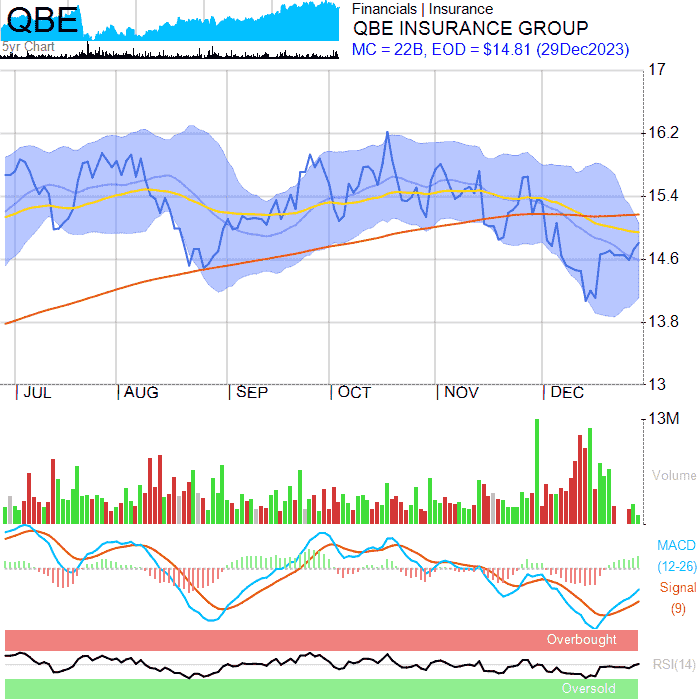 QBE
5yr Chart
Financials | Insurance
QBE INSURANCE GROUP
MC = 22B, EOD = $14.81 (29Dec2023)
17
16.2
15.4
14.6
13.8
13
JUL AUG SEP OCT NOV DEC
13M
Volume
MACD
(12-26)
Signal
(9)
Overbought
RSI(14)
Oversold